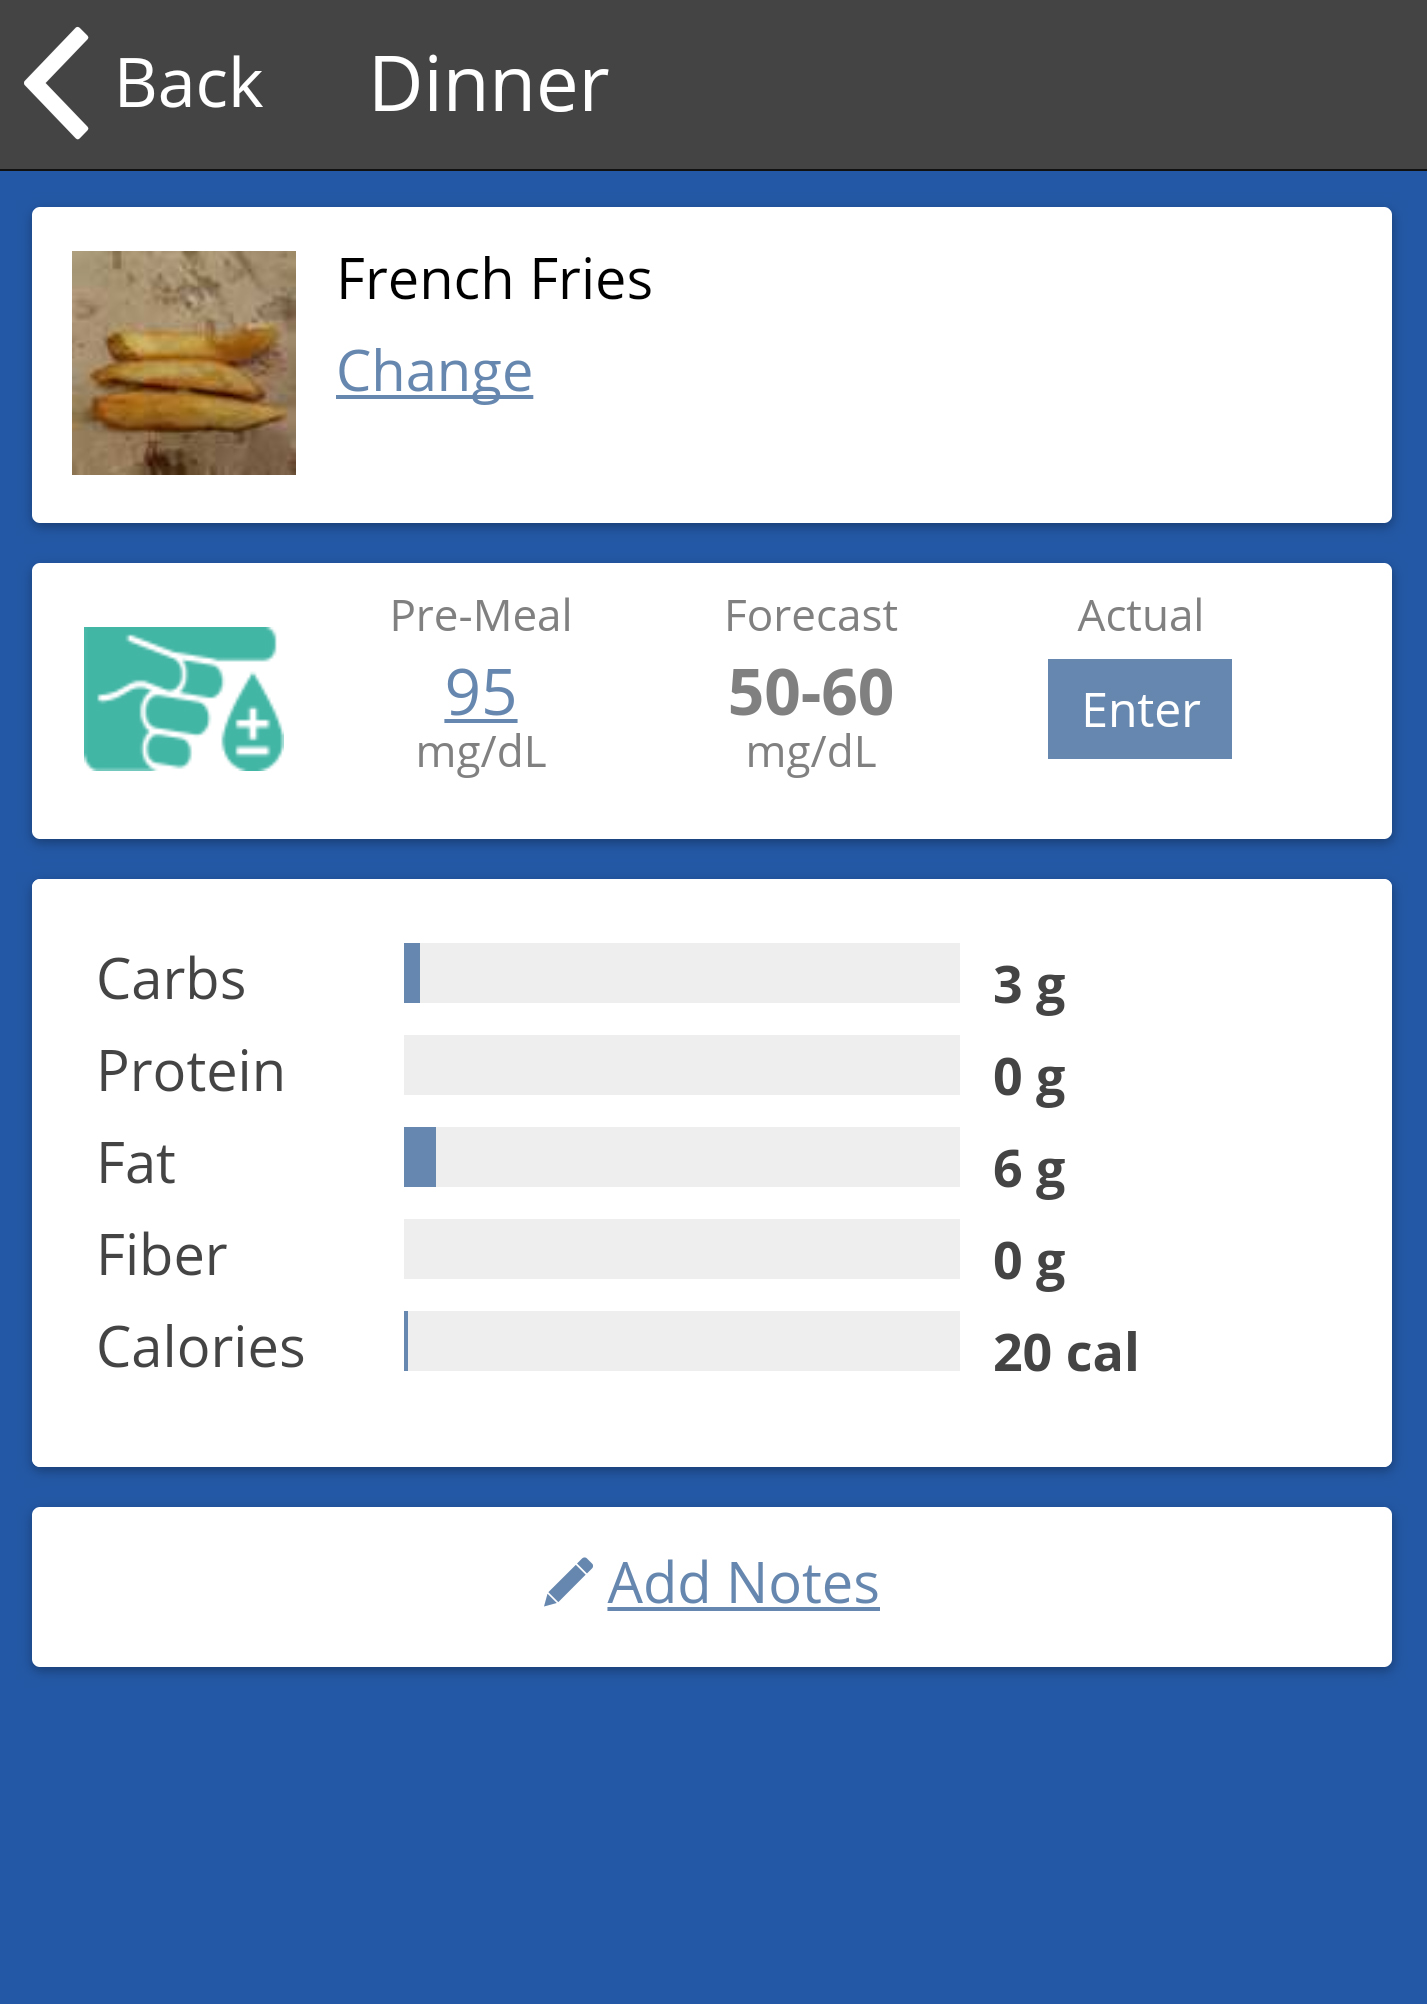 Back Dinner
French Fries
Change
Pre-Meal Forecast Actual
95 50-60 Enter
mg/dL mg/dL
Carbs 3 g
Protein 0 g
Fat 6 g
Fiber 0 g
Calories 20 cal
Add Notes